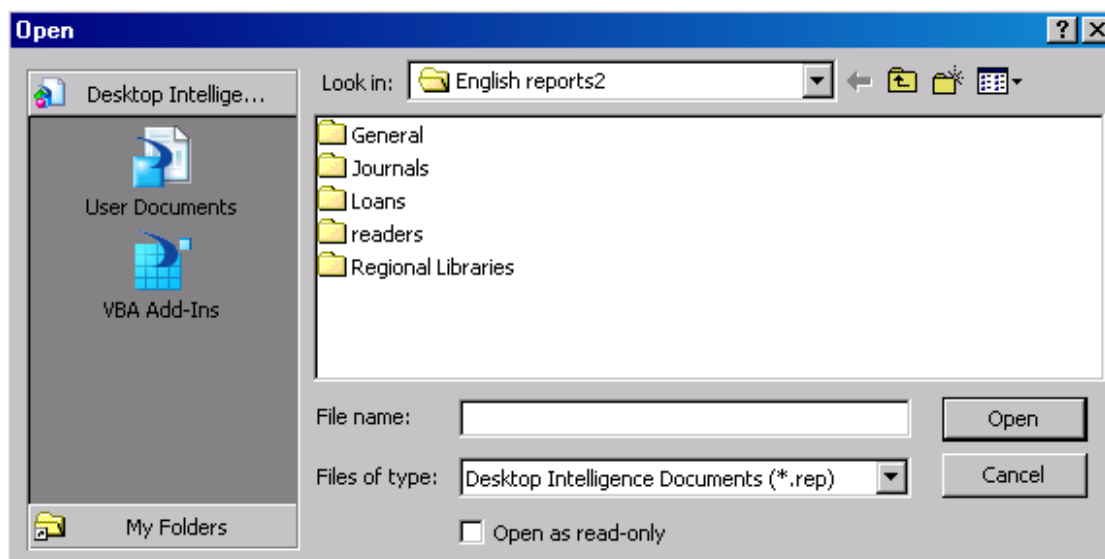 Open
Desktop Intellige...
User Documents
VBA Add-Ins
My Folders
Look in: English reports2
General
Journals
Loans
readers
Regional Libraries
File name:
Open
Files of type: Desktop Intelligence Documents (*.rep)
Cancel
Open as read-only